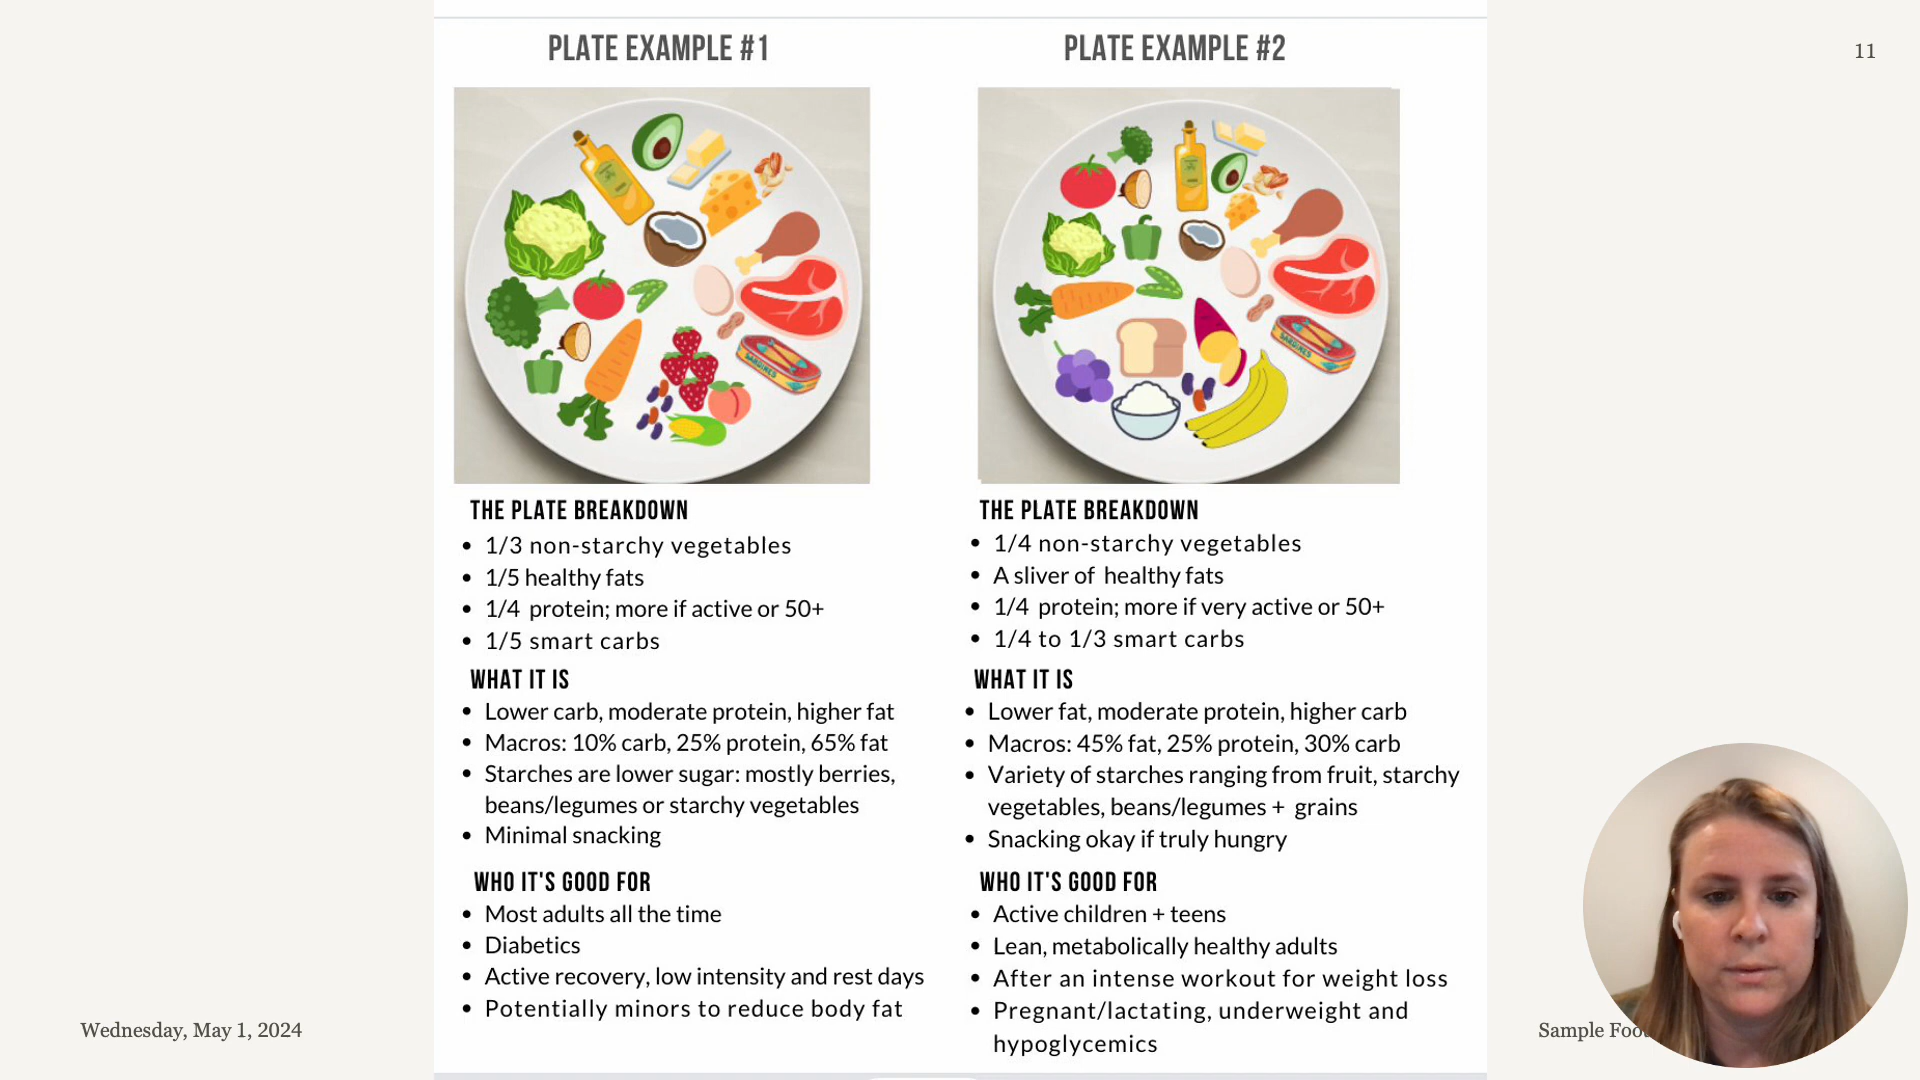 PLATE EXAMPLE #1
THE PLATE BREAKDOWN
• 1/3 non-starchy vegetables
• 1/5 healthy fats
• 1/4 protein; more if active or 50+
• 1/5 smart carbs
WHAT IT IS
• Lower carb, moderate protein, higher fat
• Macros: 10% carb, 25% protein, 65% fat
• Starches are lower sugar: mostly berries,
beans/legumes or starchy vegetables
• Minimal snacking
WHO IT'S GOOD FOR
• Most adults all the time
• Diabetics
• Active recovery, low intensity and rest days
• Potentially minors to reduce body fat
PLATE EXAMPLE #2
THE PLATE BREAKDOWN
• 1/4 non-starchy vegetables
• A sliver of healthy fats
• 1/4 protein; more if very active or 50+
• 1/4 to 1/3 smart carbs
WHAT IT IS
• Lower fat, moderate protein, higher carb
• Macros: 45% fat, 25% protein, 30% carb
• Variety of starches ranging from fruit, starchy
vegetables, beans/legumes + grains
• Snacking okay if truly hungry
WHO IT'S GOOD FOR
• Active children + teens
• Lean, metabolically healthy adults
• After an intense workout for weight loss
• Pregnant/lactating, underweight and
hypoglycemics
11
SARDINES
SARDINES
Wednesday, May 1, 2024
Sample